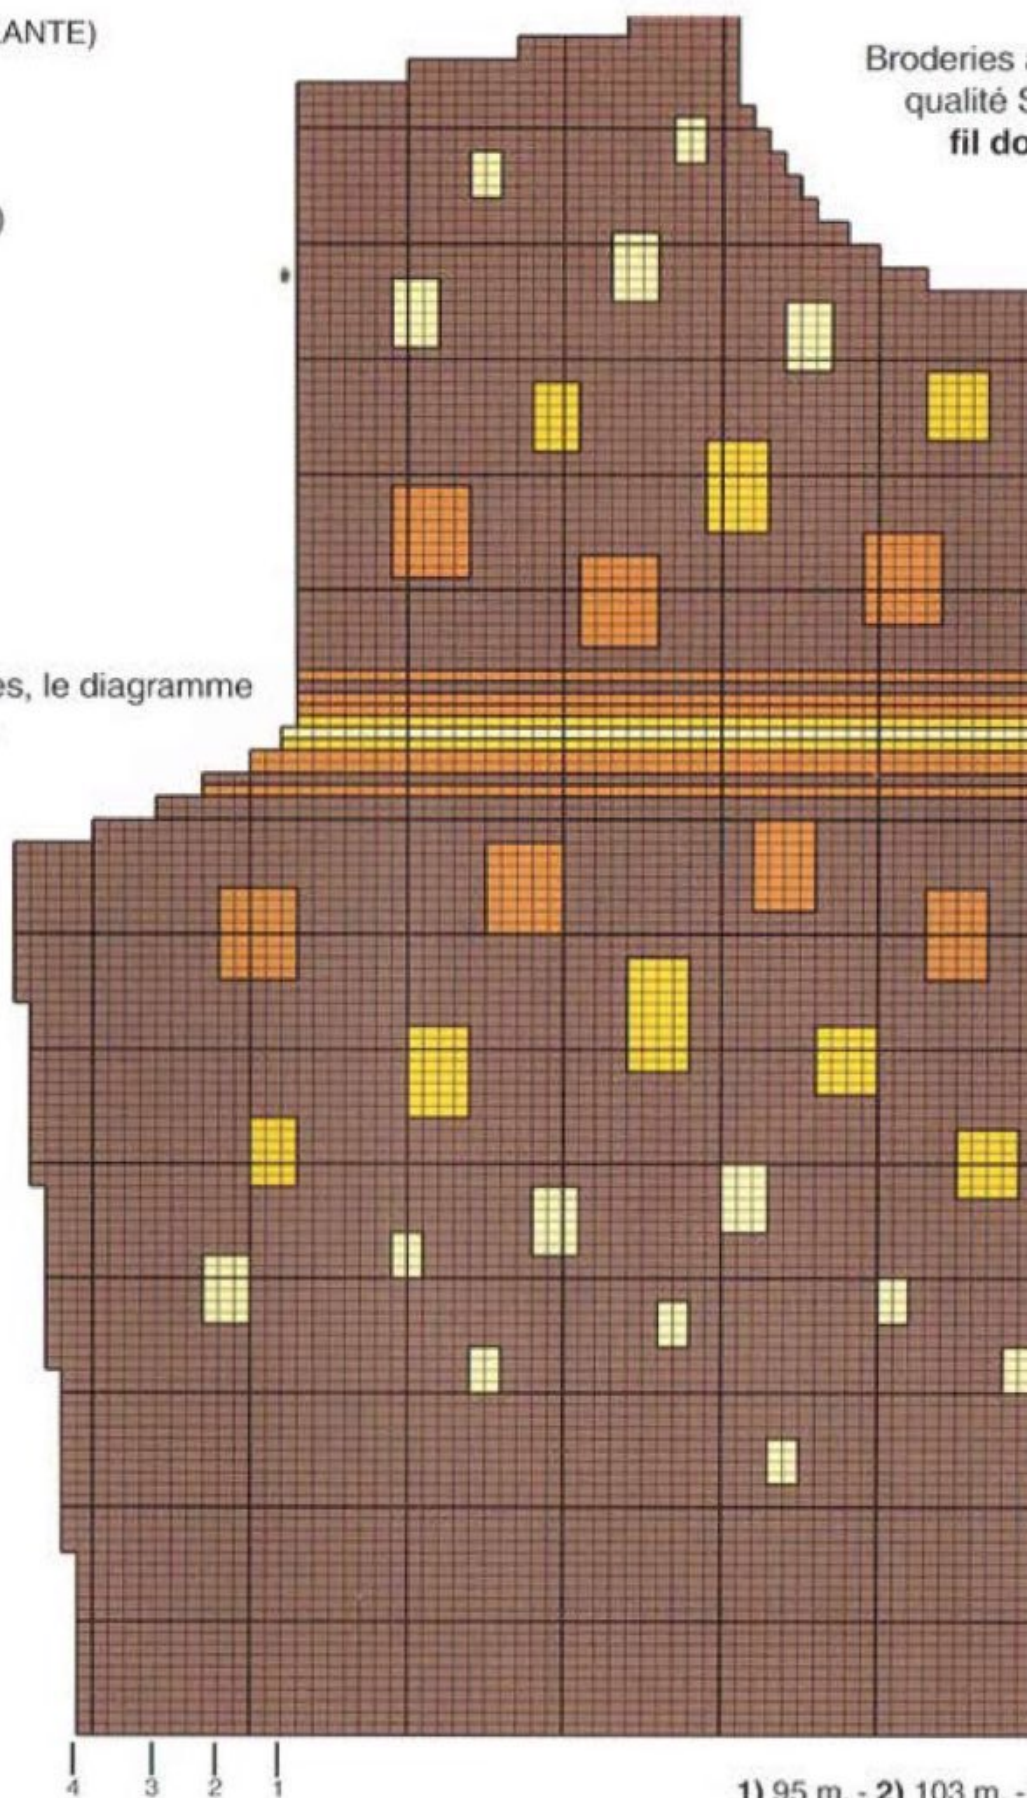 ANTE)
Broderies
qualité
fil do
es, le diagramme
4 3 2 1
1) 95 m. - 2) 103 m. -